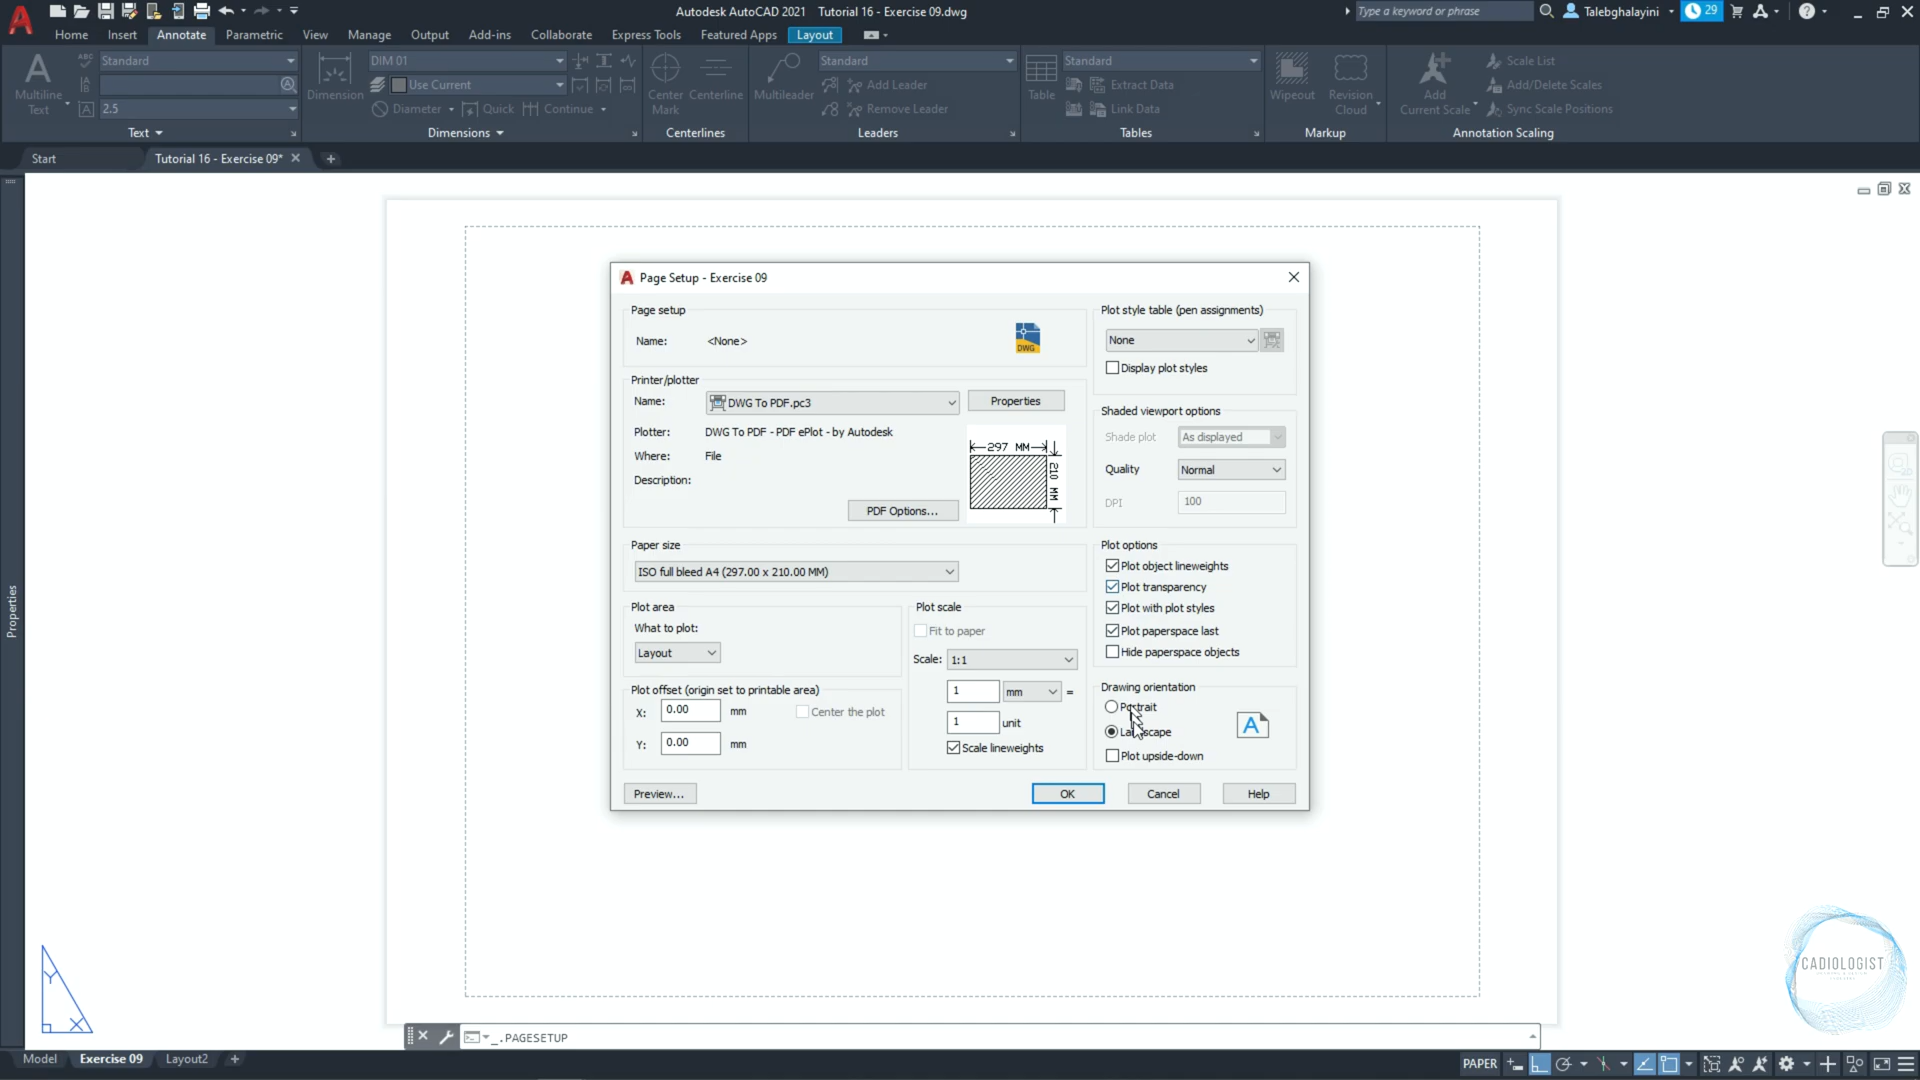 Autodesk AutoCAD 2021 Tutorial 16 - Exercise 09.dwg
Type a keyword or phrase
Talebghalayini
29
Home Insert Annotate Parametric View Manage Output Add-ins Collaborate Express Tools Featured Apps Layout
Multiline Text
ABC
Standard
2.5
Text
Dimension
DIM 01
Use Current
Diameter Quick Continue
Dimensions
Center Mark
Centerline
Centerlines
Multileader
Standard
Add Leader
Remove Leader
Leaders
Table
Standard
Extract Data
Link Data
Tables
Wipeout
Revision Cloud
Markup
Add Current Scale
Scale List
Add/Delete Scales
Sync Scale Positions
Annotation Scaling
Start
Tutorial 16 - Exercise 09*
Properties
Page Setup - Exercise 09
Page setup
Name: <None>
DWG
Printer/plotter
Name: DWG To PDF.pc3
Properties
Plotter: DWG To PDF - PDF ePlot - by Autodesk
Where: File
Description:
297 MM
210 MM
PDF Options...
Paper size
ISO full bleed A4 (297.00 x 210.00 MM)
Plot area
What to plot:
Layout
Plot offset (origin set to printable area)
X: 0.00 mm
Center the plot
Y: 0.00 mm
Plot scale
Fit to paper
Scale: 1:1
1 mm =
1 unit
Scale lineweights
Plot style table (pen assignments)
None
Display plot styles
Shaded viewport options
Shade plot As displayed
Quality Normal
DPI 100
Plot options
Plot object lineweights
Plot transparency
Plot with plot styles
Plot paperspace last
Hide paperspace objects
Drawing orientation
Portrait
Landscape
A
Plot upside-down
Preview...
OK
Cancel
Help
Y
X
CADIOLOGIST
_.PAGESETUP
Model Exercise 09 Layout2
PAPER